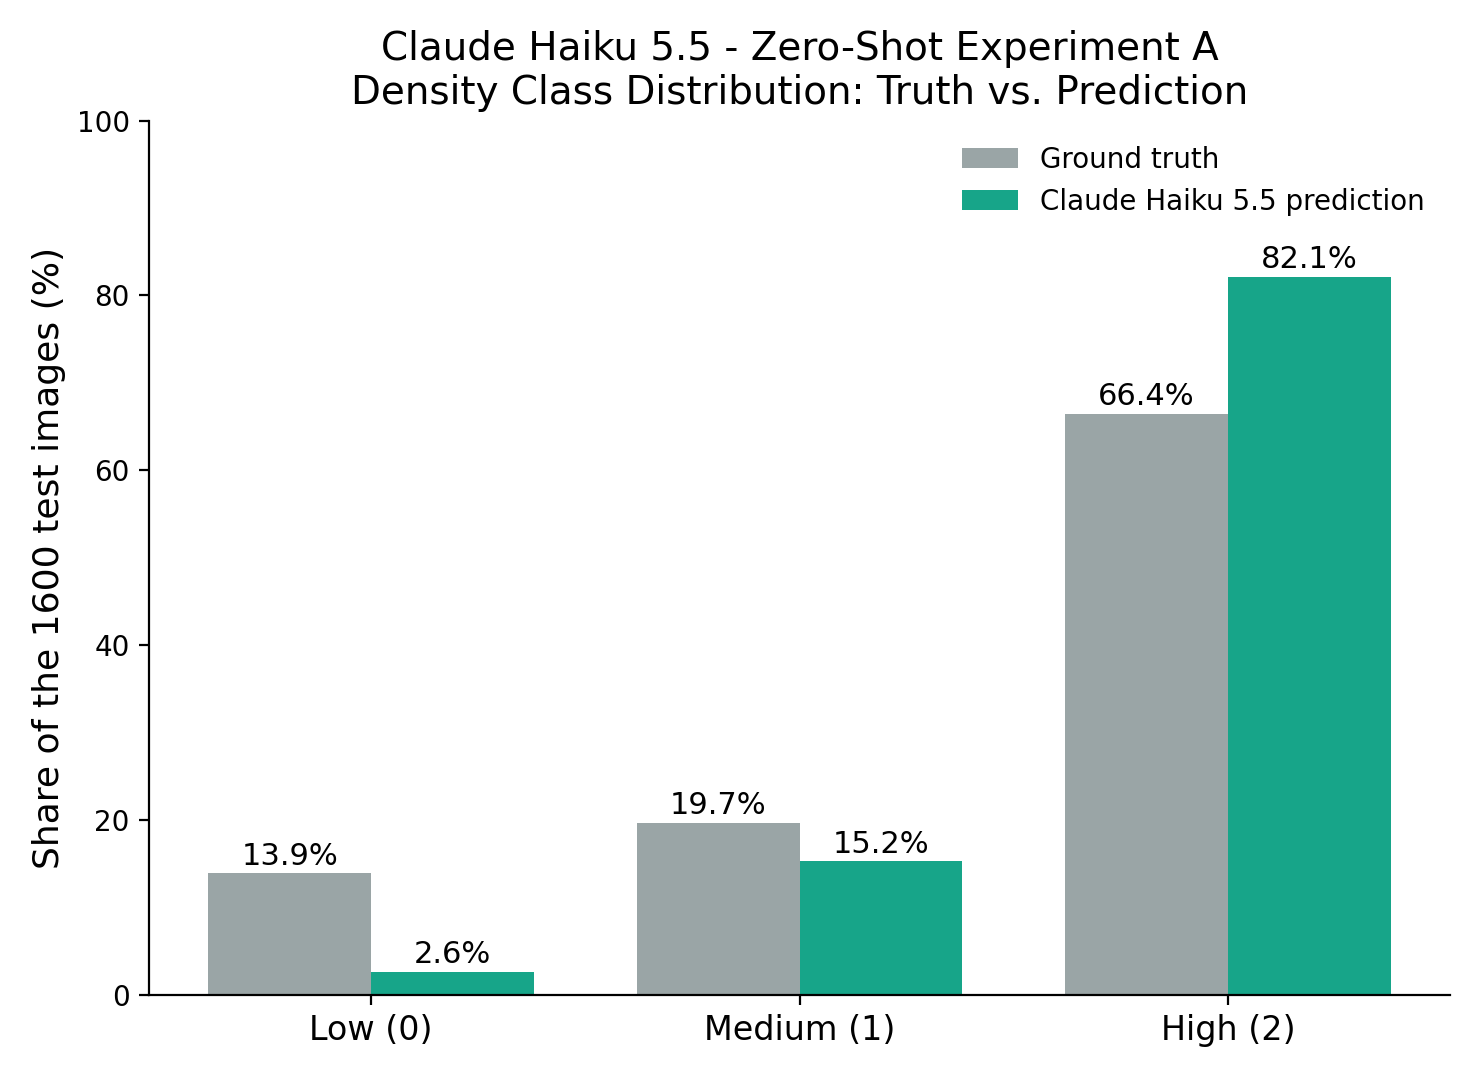 Claude Haiku 5.5 - Zero-Shot Experiment A
Density Class Distribution: Truth vs. Prediction
Ground truth
Claude Haiku 5.5 prediction
Share of the 1600 test images (%)
100
80
60
40
20
0
13.9%
2.6%
19.7%
15.2%
66.4%
82.1%
Low (0)
Medium (1)
High (2)